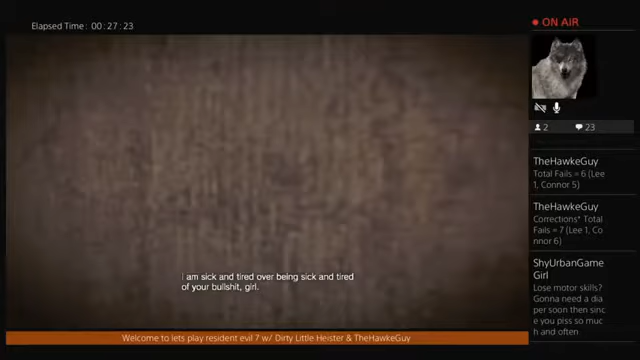 Elapsed Time : 00:27:23
ON AIR
2
23
TheHawkeGuy
Total Fails = 6 (Lee
1, Connor 5)
TheHawkeGuy
Corrections* Total
Fails = 7 (Lee 1, Co
nnor 6)
ShyUrbanGame
Girl
Lose motor skills?
Gonna need a dia
per soon then sinc
e you piss so muc
h and often
I am sick and tired over being sick and tired
of your bullshit, girl.
Welcome to lets play resident evil 7 w/ Dirty Little Heister & TheHawkeGuy